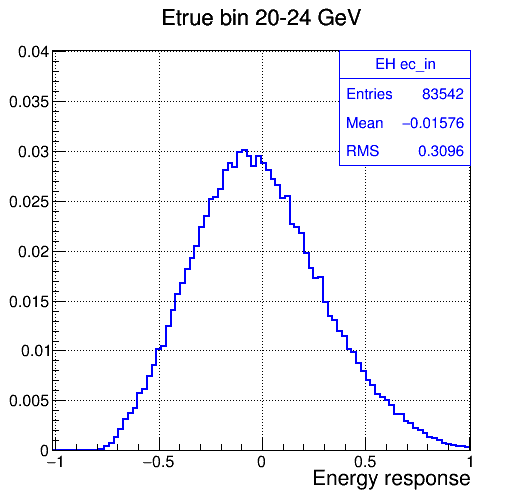 Etrue bin 20-24 GeV
EH ec_in
Entries 83542
Mean −0.01576
RMS 0.3096
0.04
0.035
0.03
0.025
0.02
0.015
0.01
0.005
0
−1 −0.5 0 0.5 1
Energy response